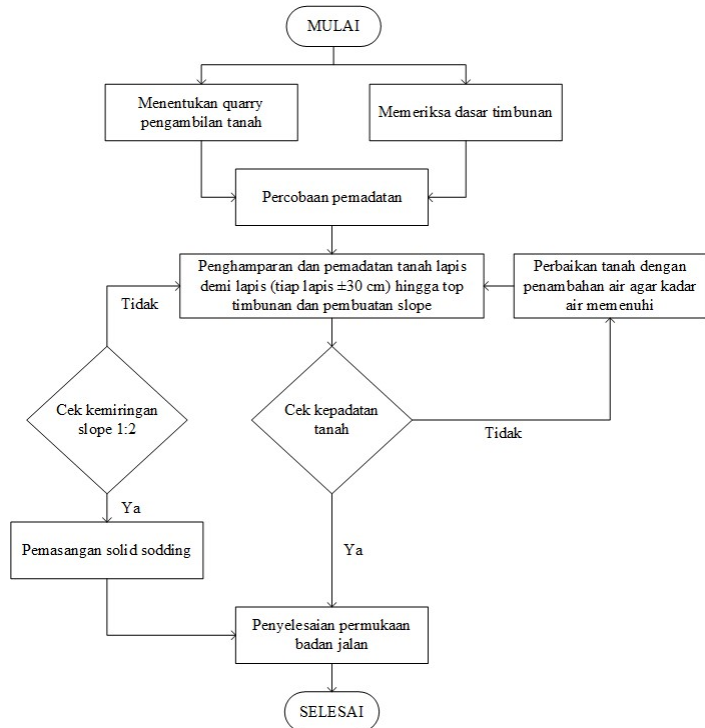 MULAI
Menentukan quarry
pengambilan tanah
Memeriksa dasar timbunan
Percobaan pemadatan
Penghamparan dan pemadatan tanah lapis
demi lapis (tiap lapis ±30 cm) hingga top
timbunan dan pembuatan slope
Perbaikan tanah dengan
penambahan air agar kadar
air memenuhi
Tidak
Cek kemiringan
slope 1:2
Cek kepadatan
tanah
Tidak
Ya
Pemasangan solid sodding
Ya
Penyelesaian permukaan
badan jalan
SELESAI